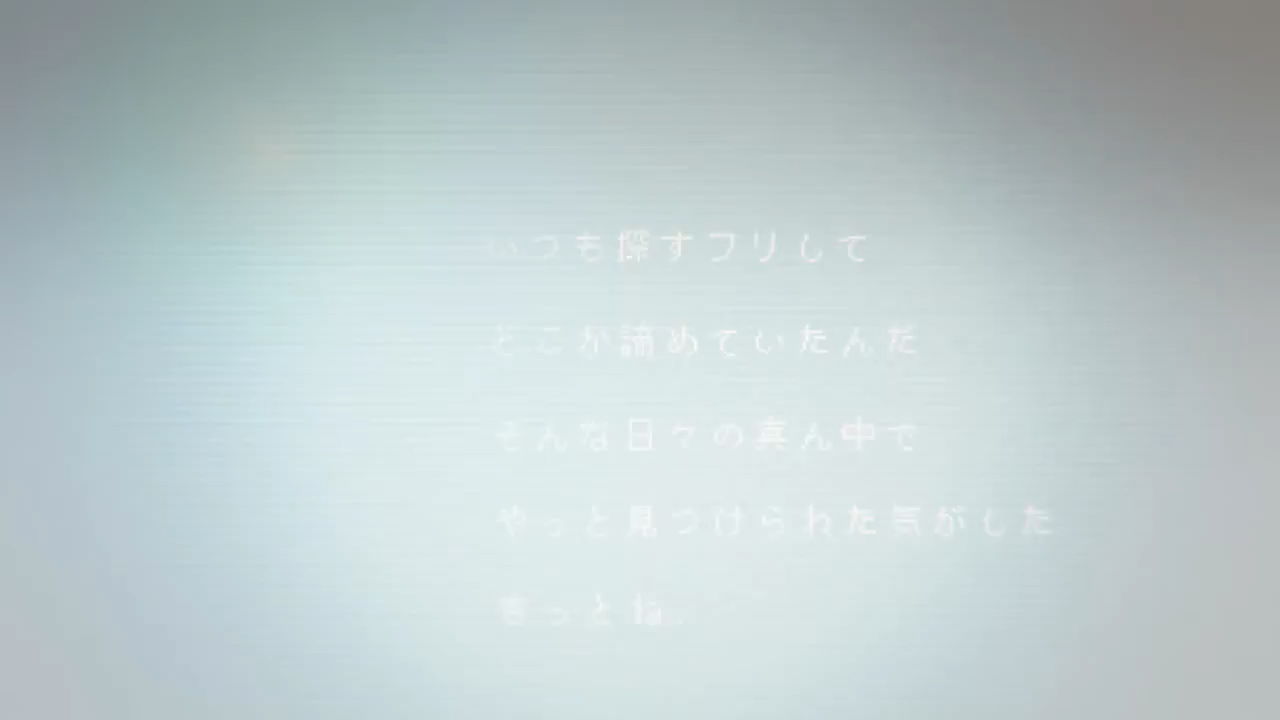 いつも探すフリして
どこか諦めていたんだ
そんな日々の真ん中で
やっと見つけられた気がした
きっと